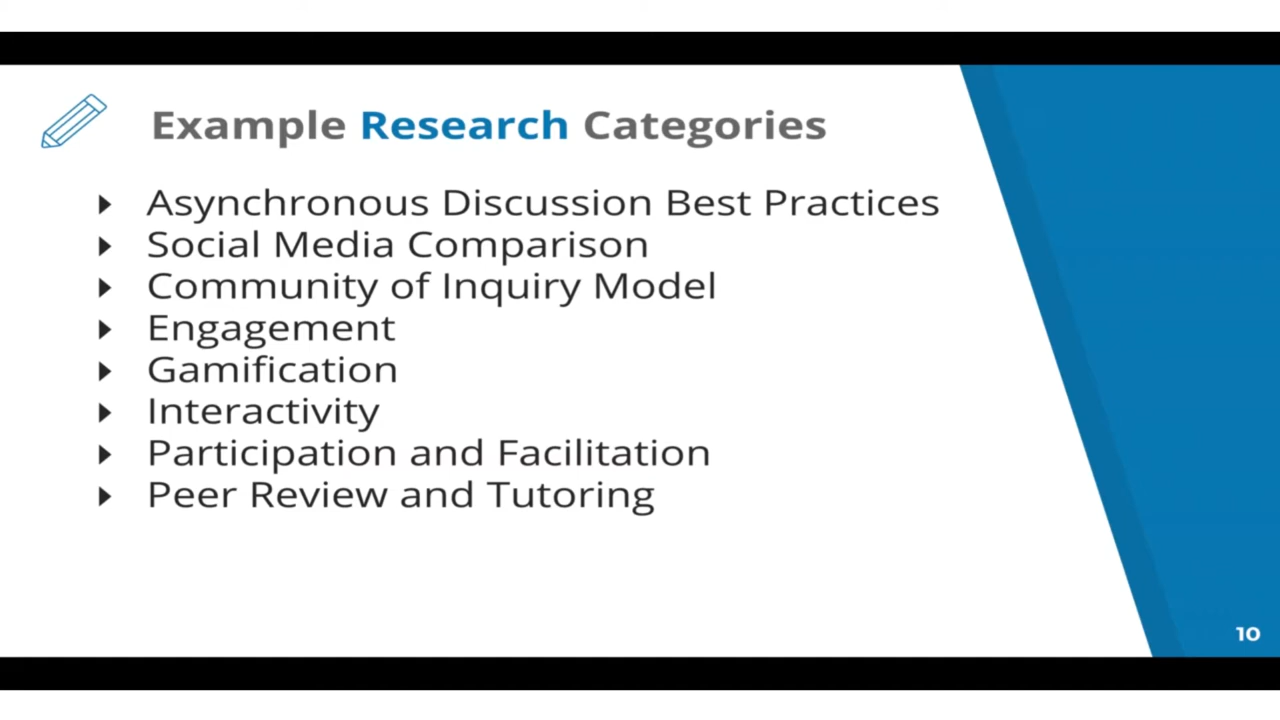 Example Research Categories
Asynchronous Discussion Best Practices
Social Media Comparison
Community of Inquiry Model
Engagement
Gamification
Interactivity
Participation and Facilitation
Peer Review and Tutoring
10